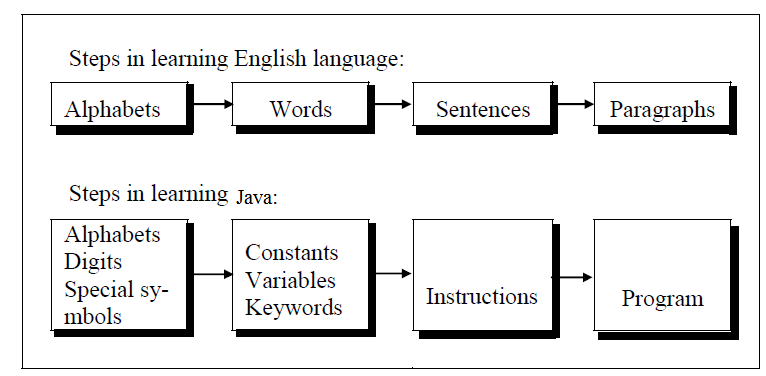 Steps in learning English language:
Alphabets
Words
Sentences
Paragraphs
Steps in learning Java:
Alphabets
Digits
Special sy-
mbols
Constants
Variables
Keywords
Instructions
Program